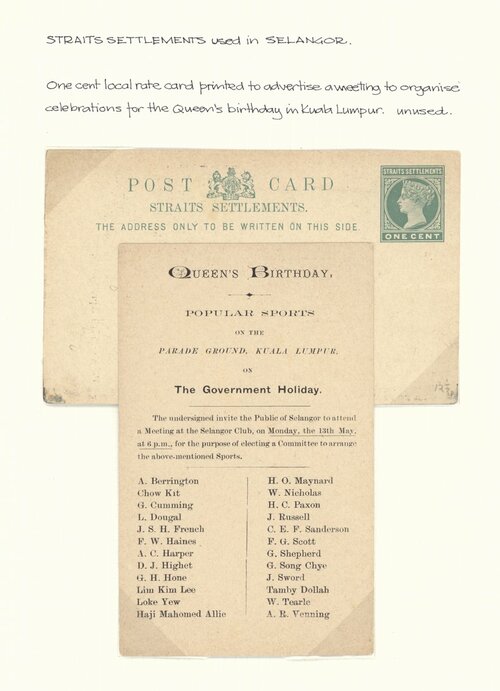 STRAITS SETTLEMENTS used in SELANGOR.
One cent local rate card printed to advertise a meeting to organise
celebrations for the Queen's birthday in Kuala Lumpur. unused.
POST CARD
STRAITS SETTLEMENTS.
THE ADDRESS ONLY TO BE WRITTEN ON THIS SIDE
STRAITS SETTLEMENTS
ONE CENT
QUEEN'S BIRTHDAY.
POPULAR SPORTS
ON THE
PARADE GROUND, KUALA LUMPUR,
ON
The Government Holiday.
The undersigned invite the Public of Selangor to attend
a Meeting at the Selangor Club, on Monday, the 13th May,
at 6 p.m., for the purpose of electing a Committee to arrange
the above-mentioned Sports.
A. Berrington
Chow Kit
G. Cumming
L. Dougal
J. S. H. French
F. W. Haines
A. C. Harper
D. J. Highet
G. H. Hone
Lim Kim Lee
Loke Yew
Haji Mahomed Allie
H. O. Maynard
W. Nicholas
H. C. Paxon
J. Russell
C. E. F. Sanderson
F. G. Scott
G. Shepherd
G. Song Chye
J. Sword
Tamby Dollah
W. Tearle
A. R. Venning